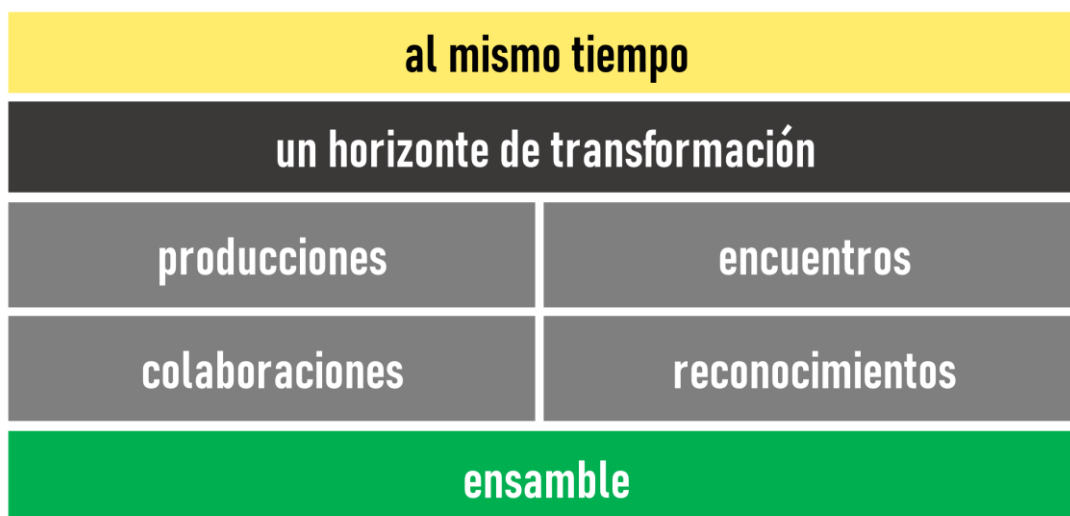 al mismo tiempo
un horizonte de transformación
producciones
encuentros
colaboraciones
reconocimientos
ensamble